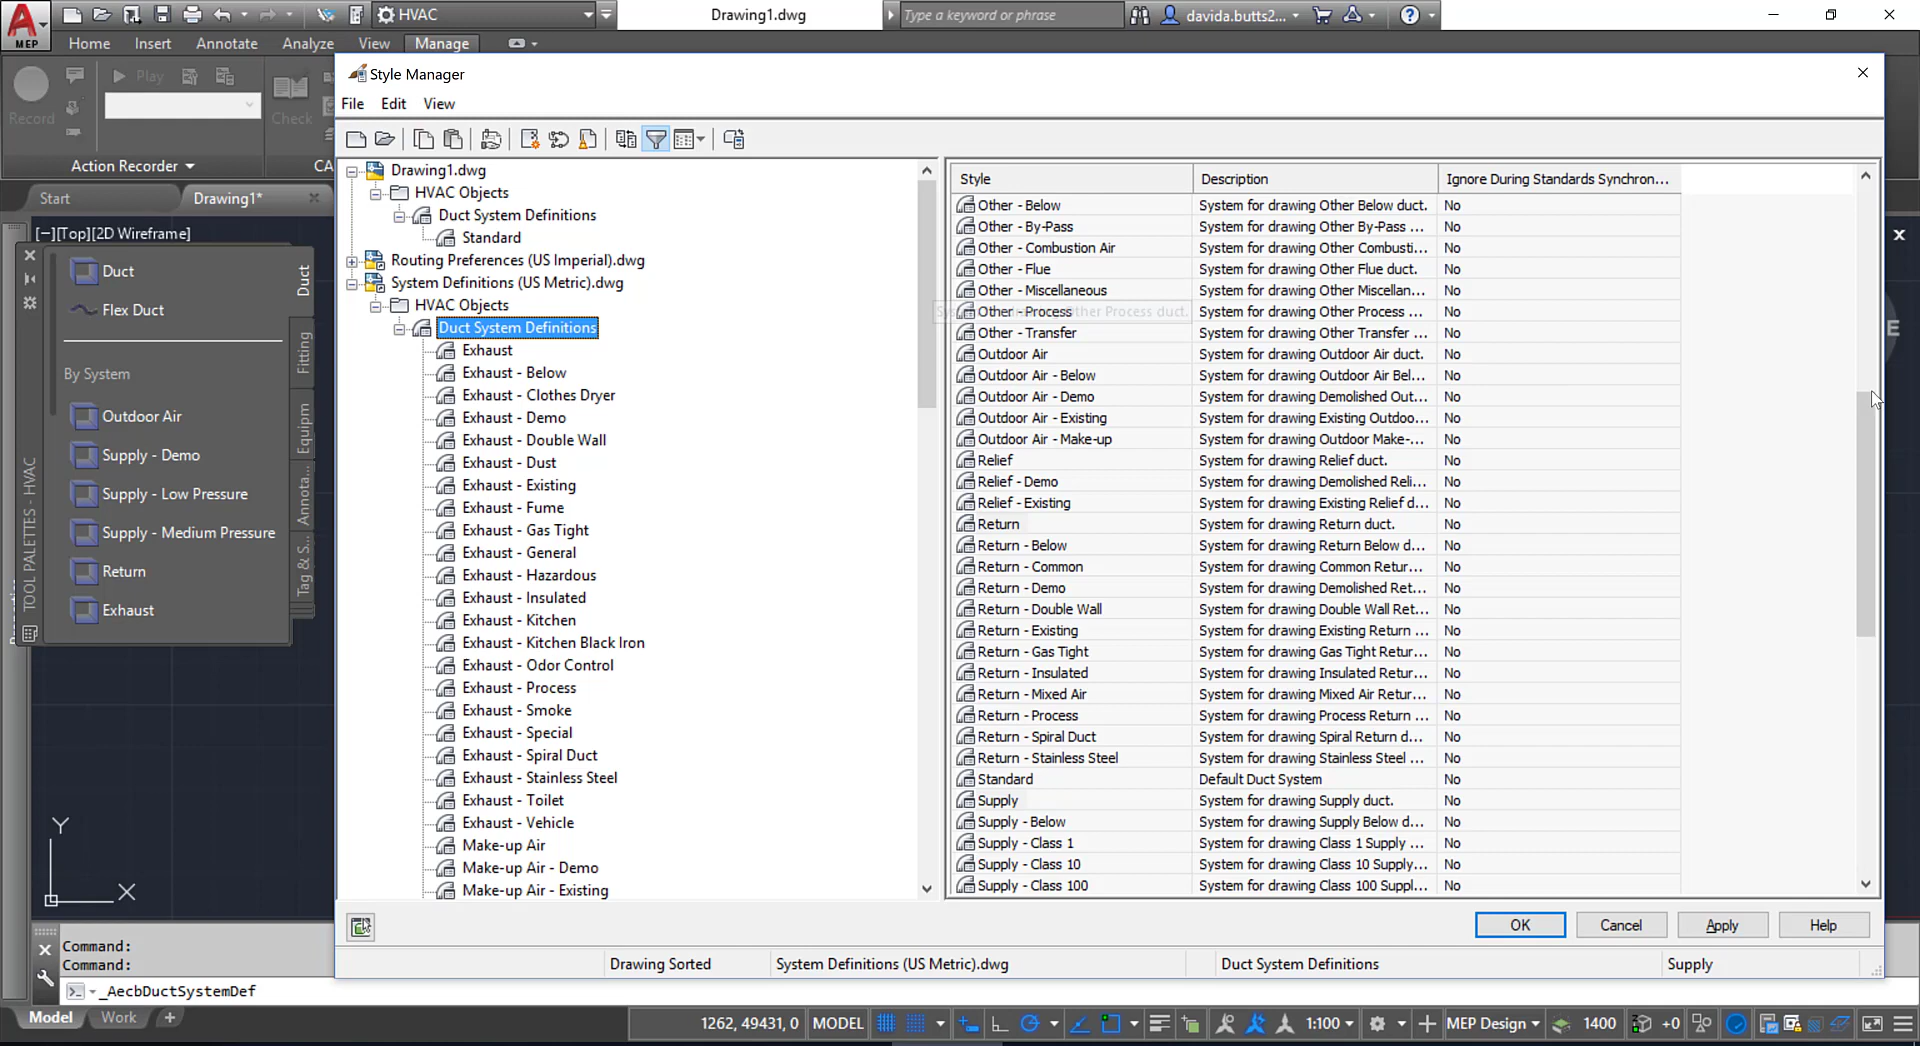 HVAC
Drawing1.dwg
Type a keyword or phrase
davida.butts2...
MEP
Home
Insert
Annotate
Analyze
View
Manage
Play
Record
Check
Action Recorder
CA
Start
Drawing1*
[−][Top][2D Wireframe]
Style Manager
File
Edit
View
Drawing1.dwg
HVAC Objects
Duct System Definitions
Standard
Routing Preferences (US Imperial).dwg
System Definitions (US Metric).dwg
HVAC Objects
Duct System Definitions
Exhaust
Exhaust - Below
Exhaust - Clothes Dryer
Exhaust - Demo
Exhaust - Double Wall
Exhaust - Dust
Exhaust - Existing
Exhaust - Fume
Exhaust - Gas Tight
Exhaust - General
Exhaust - Hazardous
Exhaust - Insulated
Exhaust - Kitchen
Exhaust - Kitchen Black Iron
Exhaust - Odor Control
Exhaust - Process
Exhaust - Smoke
Exhaust - Special
Exhaust - Spiral Duct
Exhaust - Stainless Steel
Exhaust - Toilet
Exhaust - Vehicle
Make-up Air
Make-up Air - Demo
Make-up Air - Existing
Style Description Ignore During Standards Synchron...
Other - Below System for drawing Other Below duct. No
Other - By-Pass System for drawing Other By-Pass ... No
Other - Combustion Air System for drawing Other Combusti... No
Other - Flue System for drawing Other Flue duct. No
Other - Miscellaneous System for drawing Other Miscellan... No
Other - Process System for drawing Other Process ... No
Other - Transfer System for drawing Other Transfer ... No
Outdoor Air System for drawing Outdoor Air duct. No
Outdoor Air - Below System for drawing Outdoor Air Bel... No
Outdoor Air - Demo System for drawing Demolished Out... No
Outdoor Air - Existing System for drawing Existing Outdoo... No
Outdoor Air - Make-up System for drawing Outdoor Make-... No
Relief System for drawing Relief duct. No
Relief - Demo System for drawing Demolished Reli... No
Relief - Existing System for drawing Existing Relief d... No
Return System for drawing Return duct. No
Return - Below System for drawing Return Below d... No
Return - Common System for drawing Common Retur... No
Return - Demo System for drawing Demolished Ret... No
Return - Double Wall System for drawing Double Wall Ret... No
Return - Existing System for drawing Existing Return ... No
Return - Gas Tight System for drawing Gas Tight Retur... No
Return - Insulated System for drawing Insulated Retur... No
Return - Mixed Air System for drawing Mixed Air Retur... No
Return - Process System for drawing Process Return ... No
Return - Spiral Duct System for drawing Spiral Return d... No
Return - Stainless Steel System for drawing Stainless Steel ... No
Standard Default Duct System No
Supply System for drawing Supply duct. No
Supply - Below System for drawing Supply Below d... No
Supply - Class 1 System for drawing Class 1 Supply ... No
Supply - Class 10 System for drawing Class 10 Supply... No
Supply - Class 100 System for drawing Class 100 Suppl... No
OK
Cancel
Apply
Help
Drawing Sorted
System Definitions (US Metric).dwg
Duct System Definitions
Supply
Duct
Flex Duct
By System
Outdoor Air
Supply - Demo
Supply - Low Pressure
Supply - Medium Pressure
Return
Exhaust
Duct
Fitting
Equipm
Annota...
Tag & S...
TOOL PALETTES - HVAC
E
Y
X
Command:
Command:
_AecbDuctSystemDef
Model
Work
1262, 49431, 0
MODEL
1:100
MEP Design
1400
+0